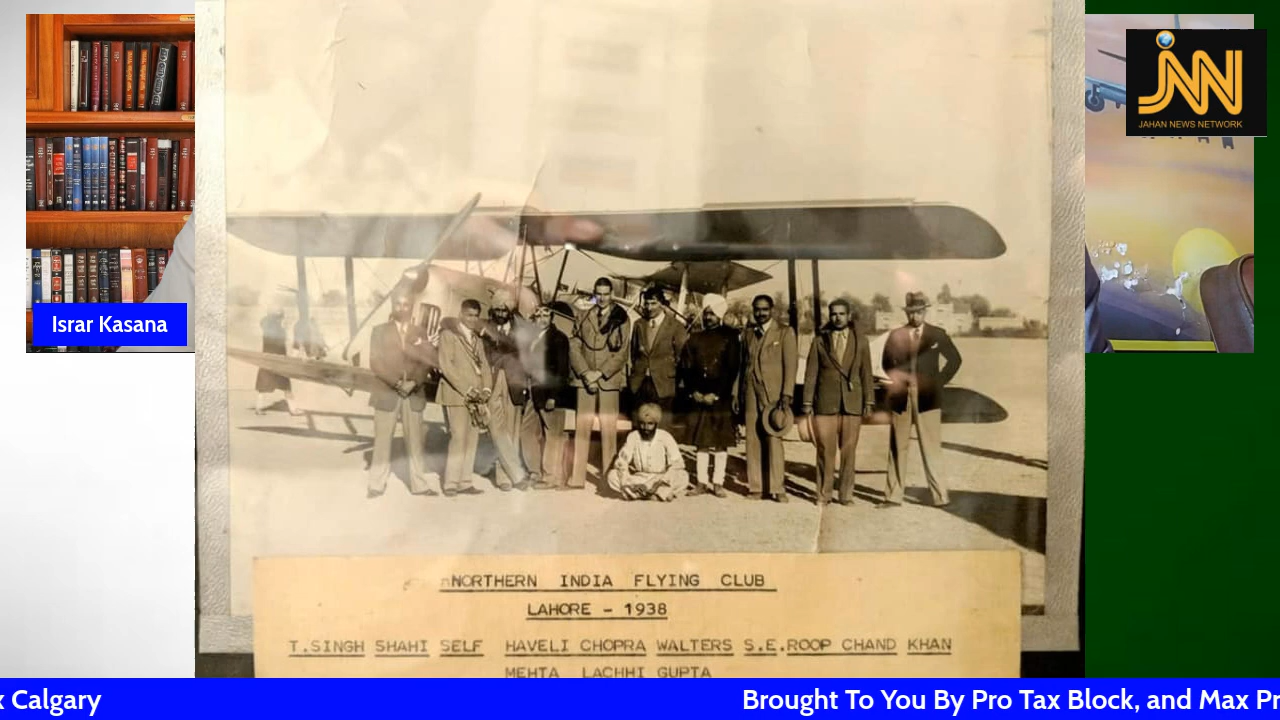 JNN
JAHAN NEWS NETWORK
Israr Kasana
NORTHERN INDIA FLYING CLUB
LAHORE - 1938
T.SINGH SHAHI SELF HAVELI CHOPRA WALTERS S.E.ROOP CHAND KHAN
MEHTA LACHHI GUPTA
x Calgary
Brought To You By Pro Tax Block, and Max Pr